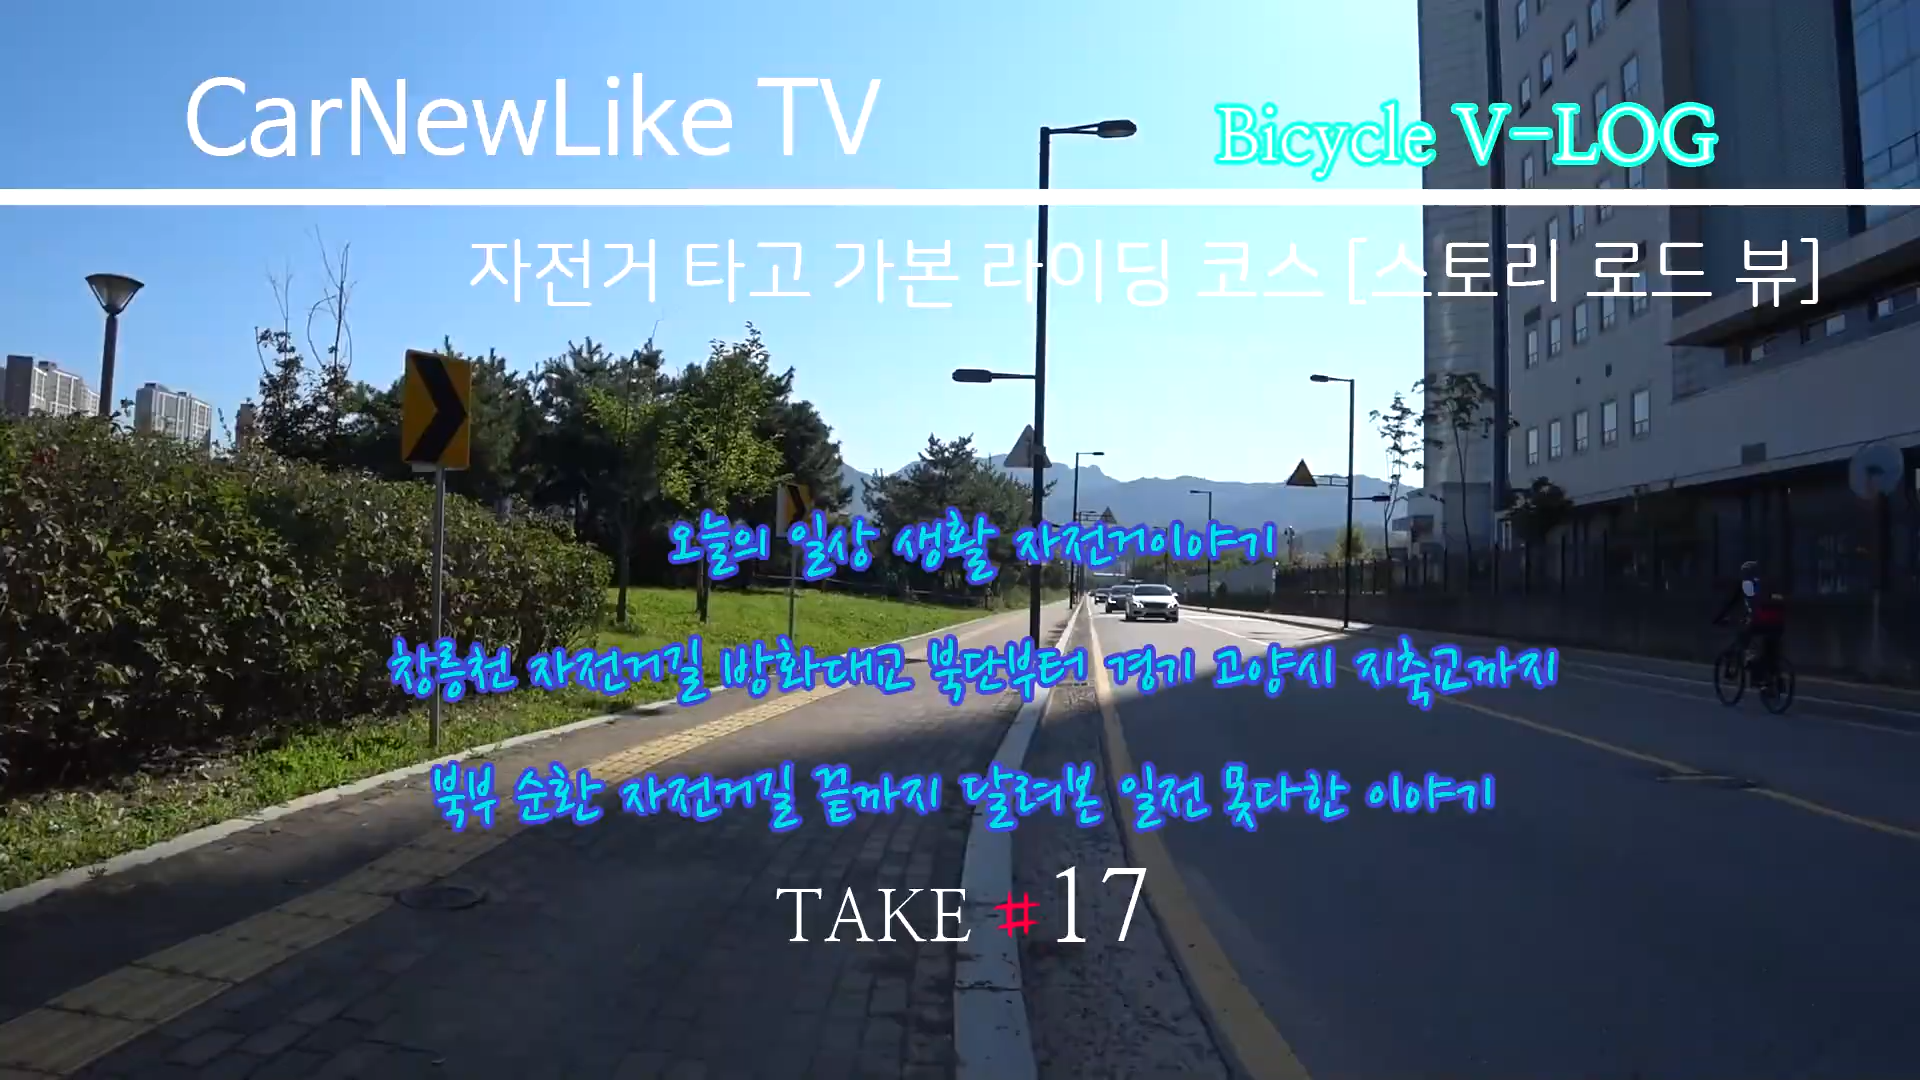 CarNewLike TV
Bicycle V-LOG
자전거 타고 가본 라이딩 코스 [스토리 로드 뷰]
오늘의 일상 생활 자전거이야기
창릉천 자전거길 방화대교 북단부터 경기 고양시 지축교까지
북부 순환 자전거길 끝까지 달려본 일전 못다한 이야기
TAKE #17